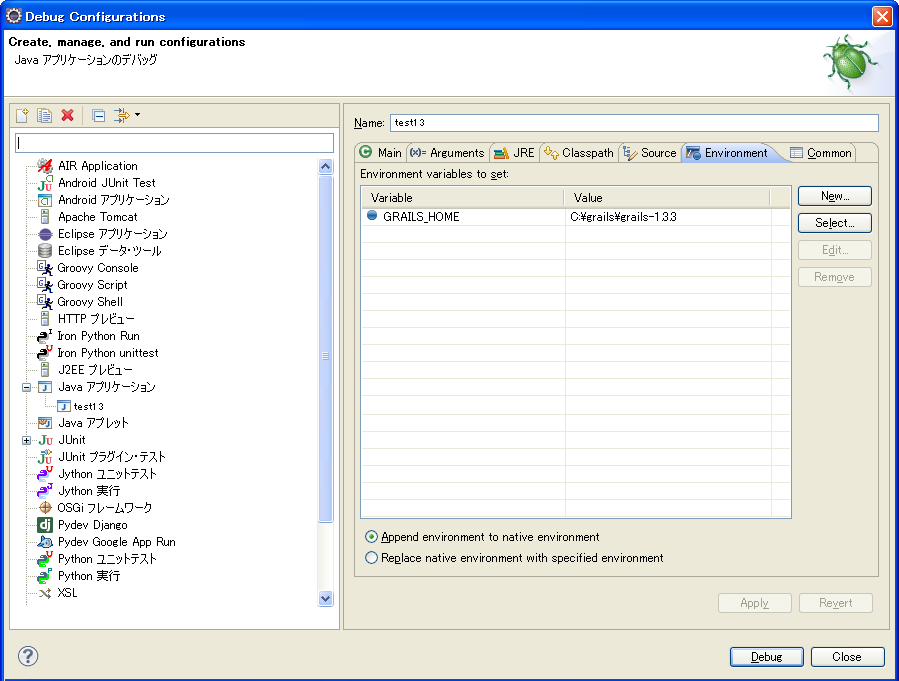 Debug Configurations
Create, manage, and run configurations
Java アプリケーションのデバッグ
Name: test13
Main (x)= Arguments JRE Classpath Source Environment Common
Environment variables to set:
Variable Value
GRAILS_HOME C:¥grails¥grails-1.3.3
New...
Select...
Edit...
Remove
AIR Application
Android JUnit Test
Android アプリケーション
Apache Tomcat
Eclipse アプリケーション
Eclipse データ・ツール
Groovy Console
Groovy Script
Groovy Shell
HTTP プレビュー
Iron Python Run
Iron Python unittest
J2EE プレビュー
Java アプリケーション
test13
Java アプレット
JUnit
JUnit プラグイン・テスト
Jython ユニットテスト
Jython 実行
OSGi フレームワーク
Pydev Django
Pydev Google App Run
Python ユニットテスト
Python 実行
XSL
Append environment to native environment
Replace native environment with specified environment
Apply Revert
? Debug Close